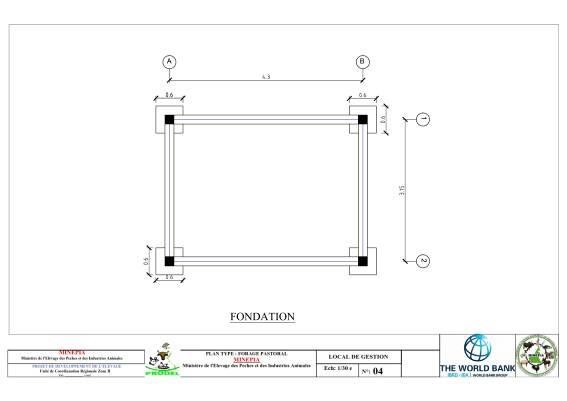 A B
4.3
0.6 0.6
0.6
1
3.15
0.6
2
0.6
FONDATION
MINEPIA
Ministère de l'Elevage des Peches et des Industries Animales
PROJET DE DEVELOPPEMENT DE L'ELEVAGE
Unité de Coordination Régionale Zone B
PRODEL
PLAN TYPE : FORAGE PASTORAL
MINEPIA
Ministère de l'Elevage des Peches et des Industries Animales
LOCAL DE GESTION
Ech: 1/30 e
N°: 04
THE WORLD BANK
IBRD • IDA | WORLD BANK GROUP
MINEPIA